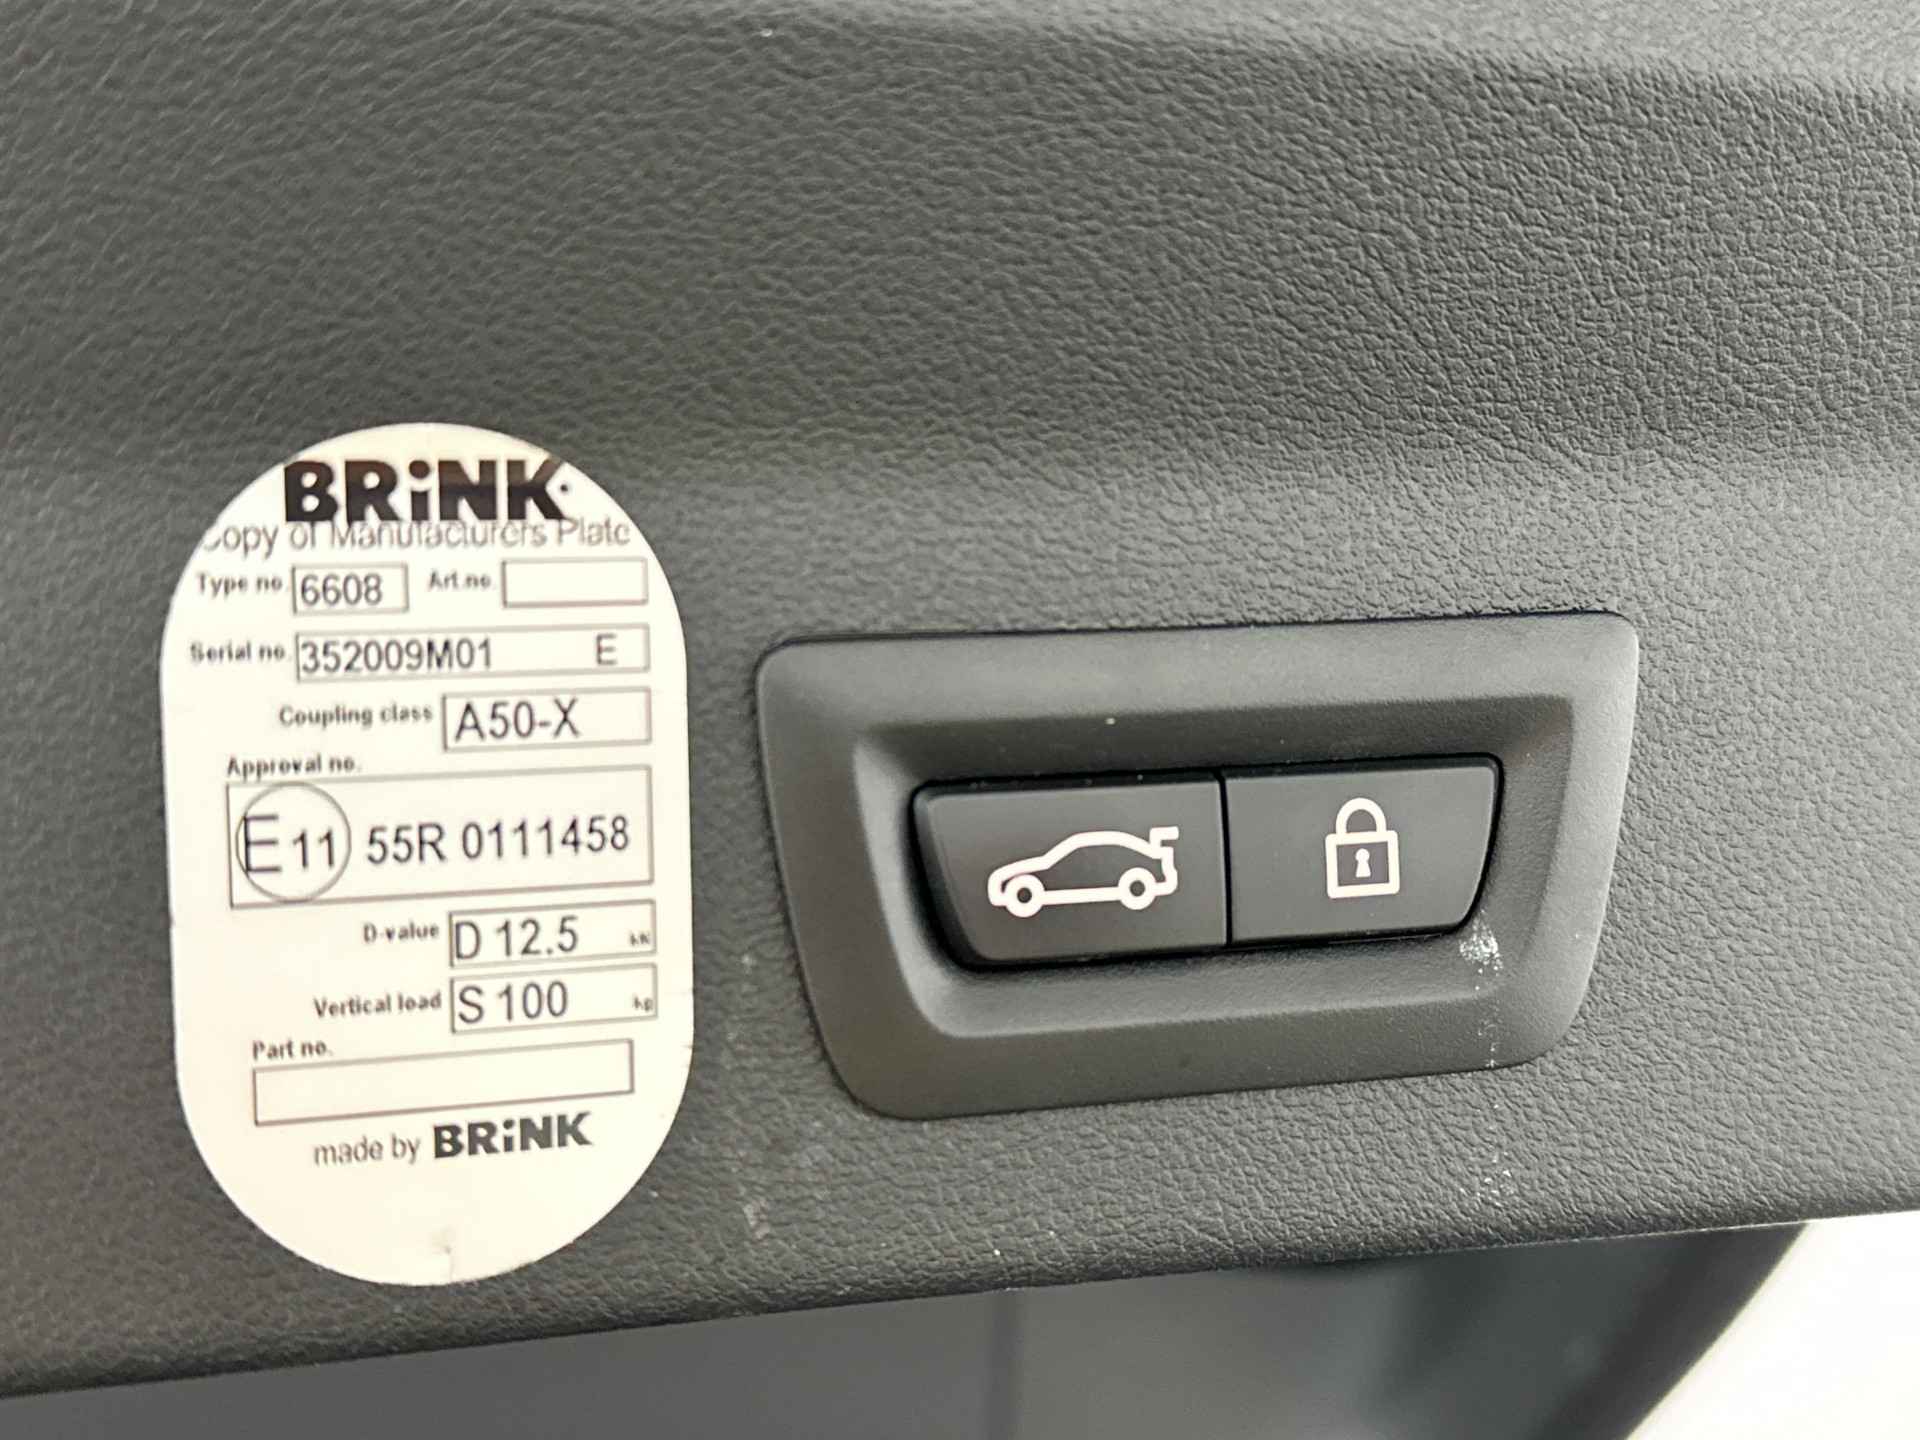 BRiNK
Copy of Manufacturers Plate
Type no. 6608 Art.no.
Serial no. 352009M01 E
Coupling class A50-X
Approval no.
E11 55R 0111458
D-value D 12.5 kN
Vertical load S 100 kg
Part no.
made by BRiNK